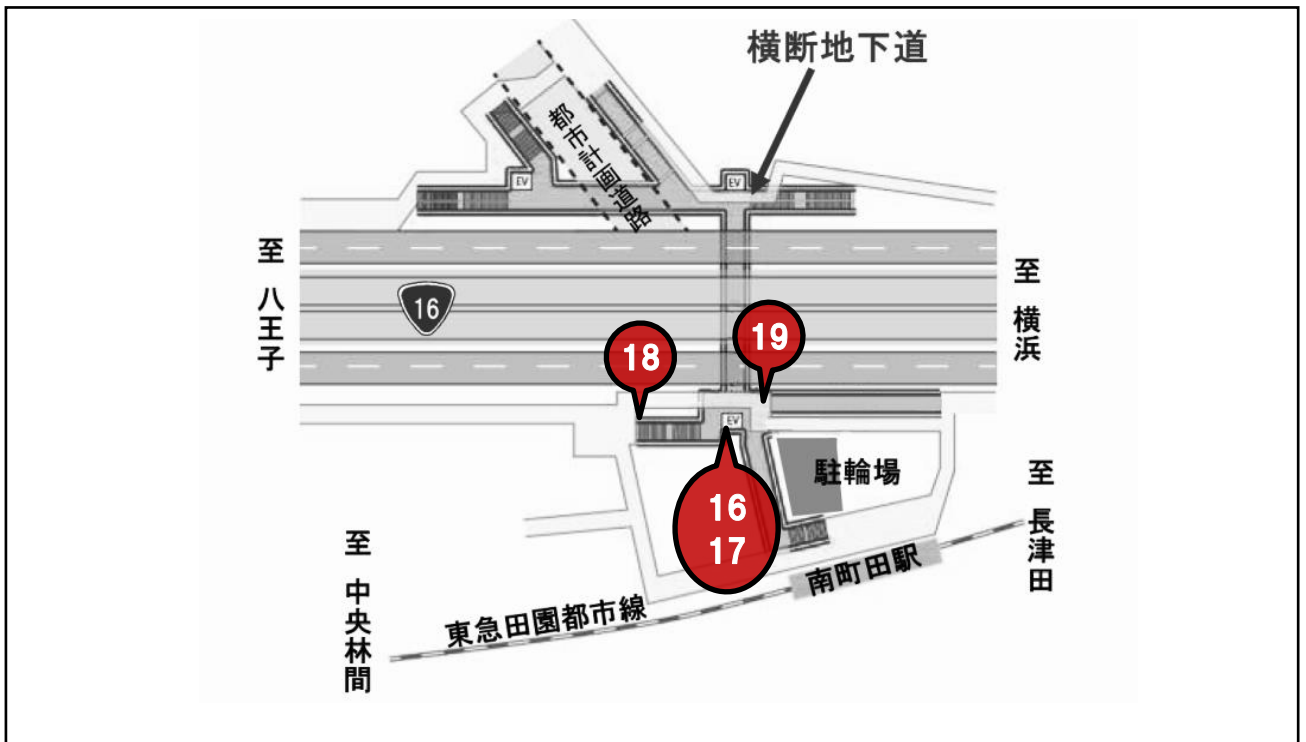 横断地下道
都市計画道路
EV
EV
至 八王子
16
至 横浜
18
19
EV
16
17
駐輪場
至 長津田
至 中央林間
東急田園都市線
南町田駅